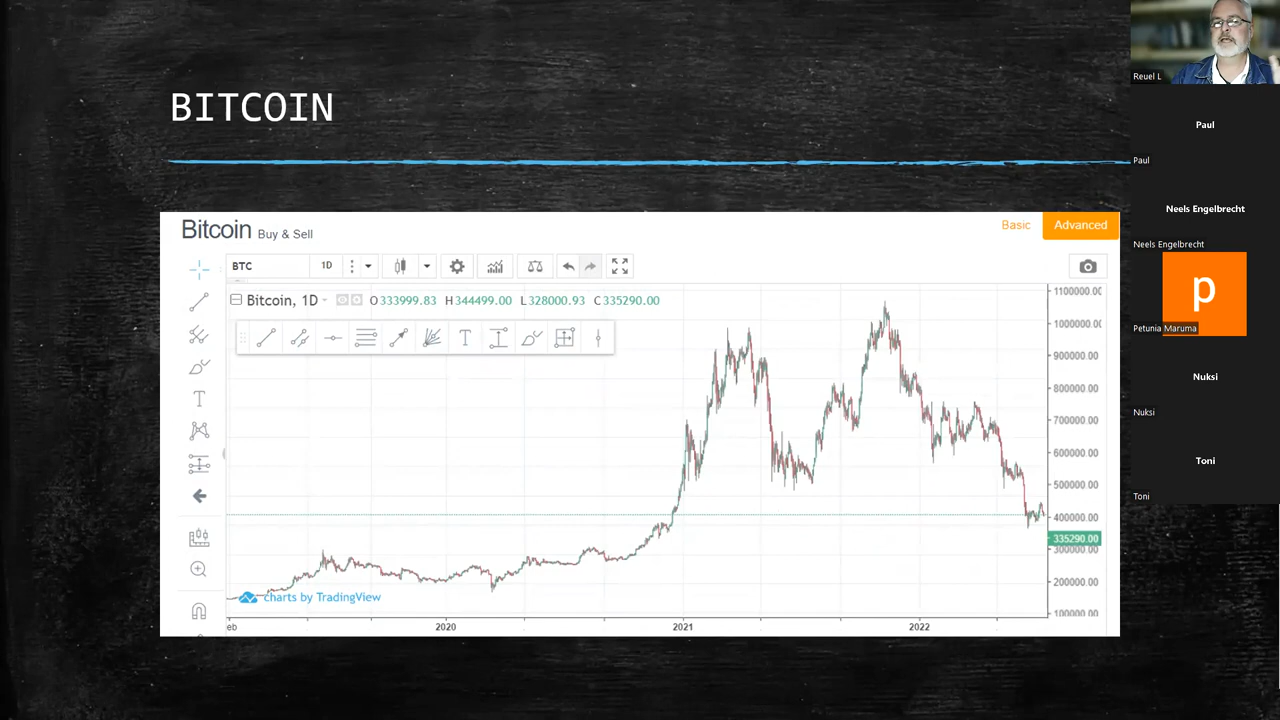 BITCOIN
Bitcoin Buy & Sell
Basic
Advanced
BTC
1D
Bitcoin, 1D
O333999.83 H344499.00 L328000.93 C335290.00
T
T
1100000.00
1000000.00
900000.00
800000.00
700000.00
600000.00
500000.00
400000.00
335290.00
300000.00
200000.00
100000.00
charts by TradingView
eb
2020
2021
2022
Reuel L
Paul
Paul
Neels Engelbrecht
Neels Engelbrecht
p
Petunia Maruma
Nuksi
Nuksi
Toni
Toni